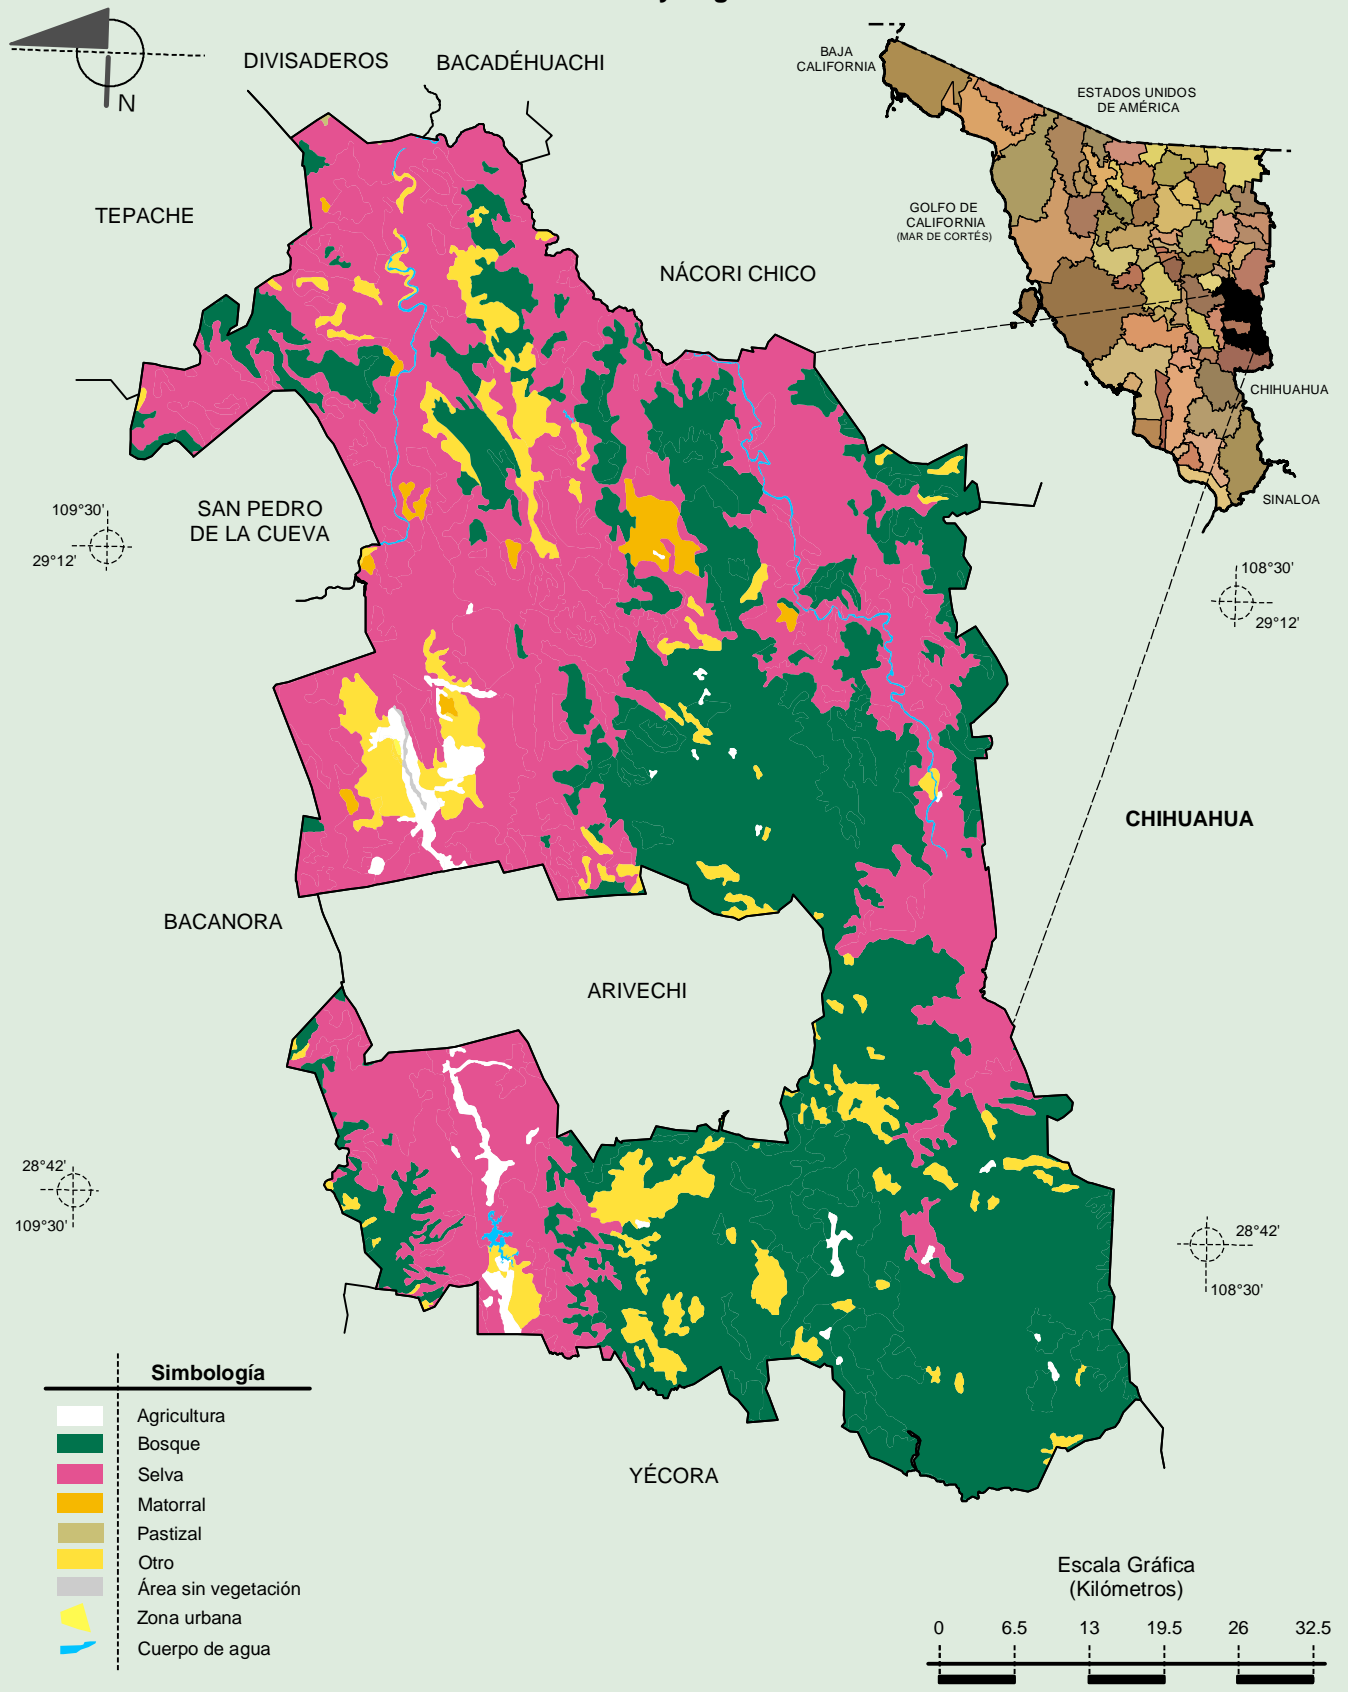 N
DIVISADEROS
BACADÉHUACHI
TEPACHE
NÁCORI CHICO
BAJA
CALIFORNIA
ESTADOS UNIDOS
DE AMÉRICA
GOLFO DE
CALIFORNIA
(MAR DE CORTÉS)
CHIHUAHUA
SINALOA
SAN PEDRO
DE LA CUEVA
109°30'
29°12'
108°30'
29°12'
CHIHUAHUA
BACANORA
ARIVECHI
28°42'
109°30'
28°42'
108°30'
YÉCORA
Simbología
Agricultura
Bosque
Selva
Matorral
Pastizal
Otro
Área sin vegetación
Zona urbana
Cuerpo de agua
Escala Gráfica
(Kilómetros)
0 6.5 13 19.5 26 32.5